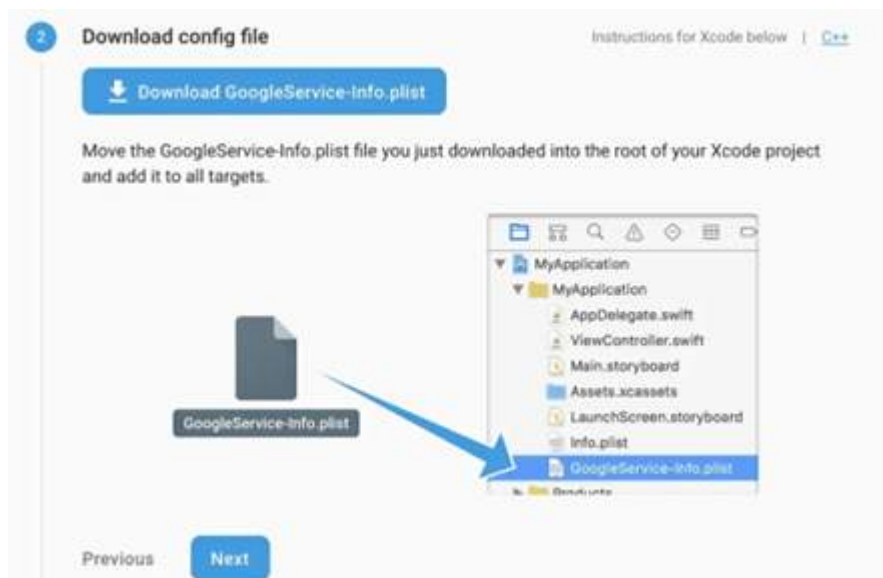 2
Download config file
Instructions for Xcode below | C++
Download GoogleService-Info.plist
Move the GoogleService-Info.plist file you just downloaded into the root of your Xcode project
and add it to all targets.
MyApplication
MyApplication
AppDelegate.swift
ViewController.swift
Main.storyboard
Assets.xcassets
LaunchScreen.storyboard
Info.plist
GoogleService-Info.plist
Products
GoogleService-Info.plist
Previous
Next